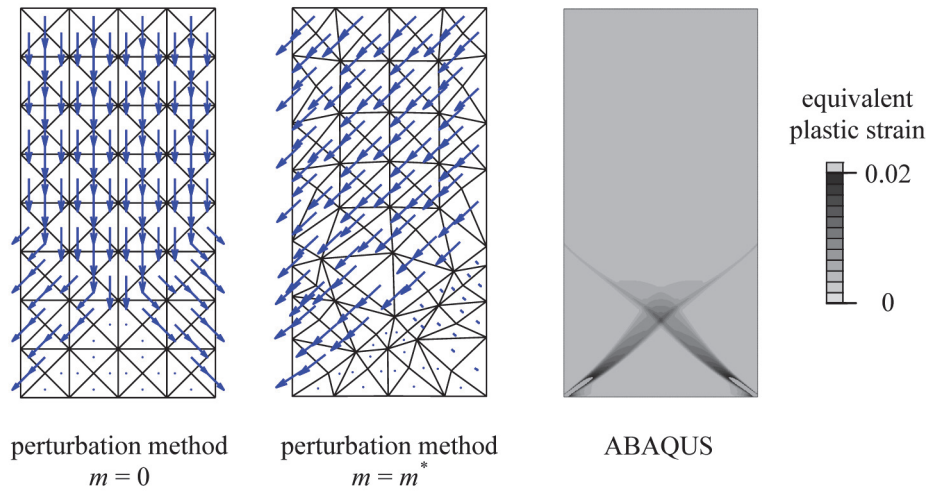 equivalent
plastic strain
0.02
0
perturbation method
m = 0
perturbation method
m = m*
ABAQUS